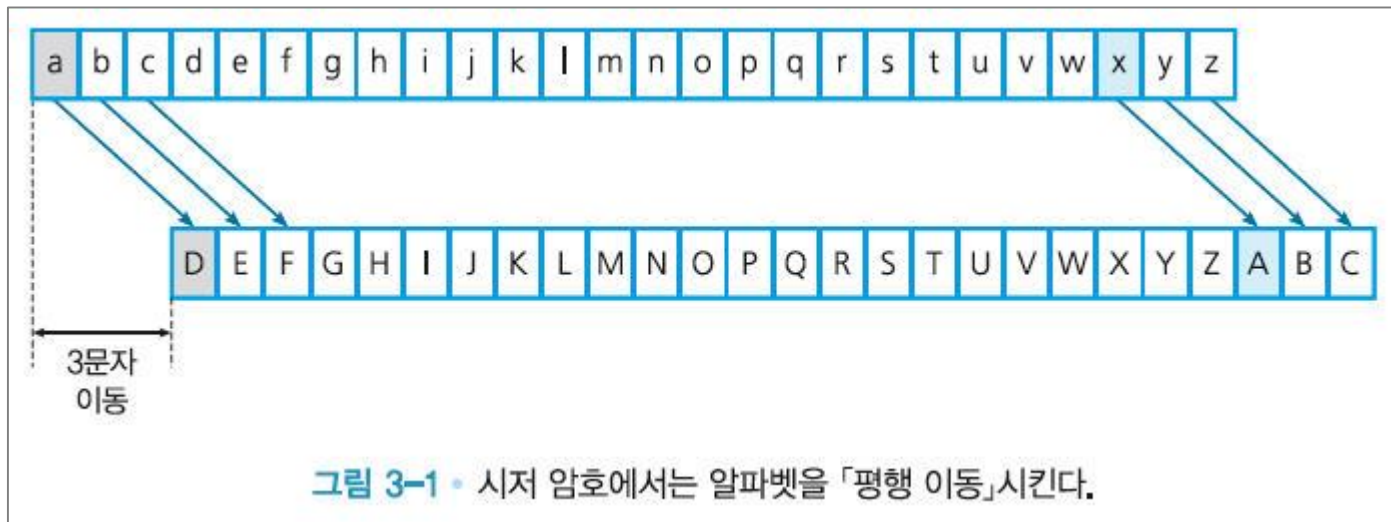 a b c d e f g h i j k l m n o p q r s t u v w x y z
D E F G H I J K L M N O P Q R S T U V W X Y Z A B C
3문자
이동
그림 3-1 • 시저 암호에서는 알파벳을 「평행 이동」시킨다.